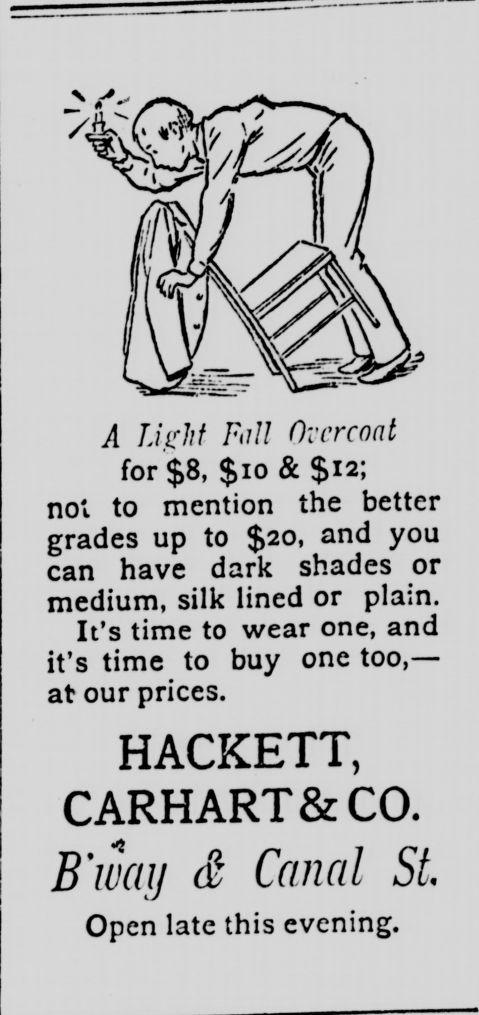 A Light Fall Overcoat
for $8, $10 & $12;
not to mention the better
grades up to $20, and you
can have dark shades or
medium, silk lined or plain.
It's time to wear one, and
it's time to buy one too,—
at our prices.
HACKETT,
CARHART & CO.
B'way & Canal St.
Open late this evening.